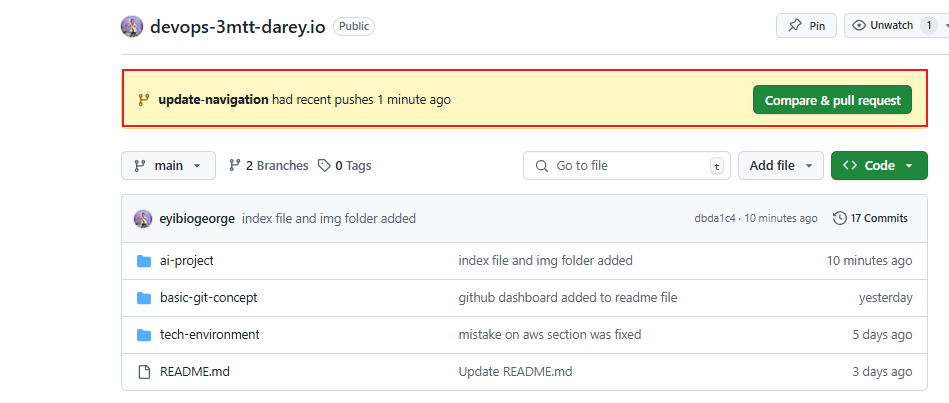 devops-3mtt-darey.io Public Pin Unwatch 1
update-navigation had recent pushes 1 minute ago Compare & pull request
main 2 Branches 0 Tags Go to file t Add file Code
eyibiogeorge index file and img folder added dbda1c4 · 10 minutes ago 17 Commits
ai-project index file and img folder added 10 minutes ago
basic-git-concept github dashboard added to readme file yesterday
tech-environment mistake on aws section was fixed 5 days ago
README.md Update README.md 3 days ago